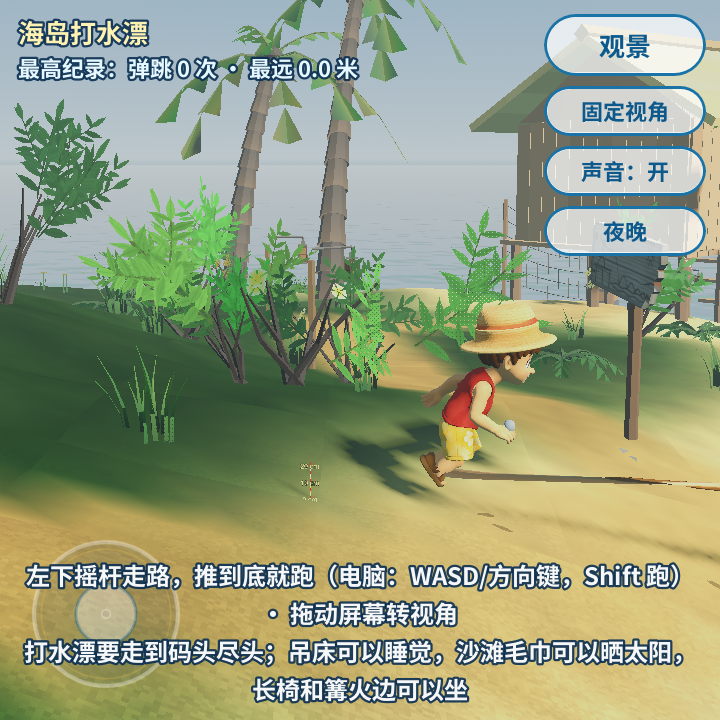 海岛打水漂
最高纪录：弹跳 0 次 · 最远 0.0 米
观景
固定视角
声音：开
夜晚
左下摇杆走路，推到底就跑（电脑：WASD/方向键，Shift 跑）
· 拖动屏幕转视角
打水漂要走到码头尽头；吊床可以睡觉，沙滩毛巾可以晒太阳，
长椅和篝火边可以坐